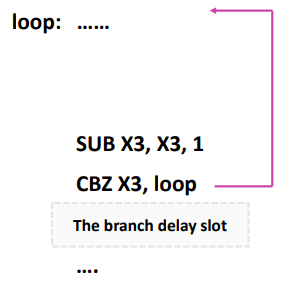 loop: ……
SUB X3, X3, 1
CBZ X3, loop
The branch delay slot
….